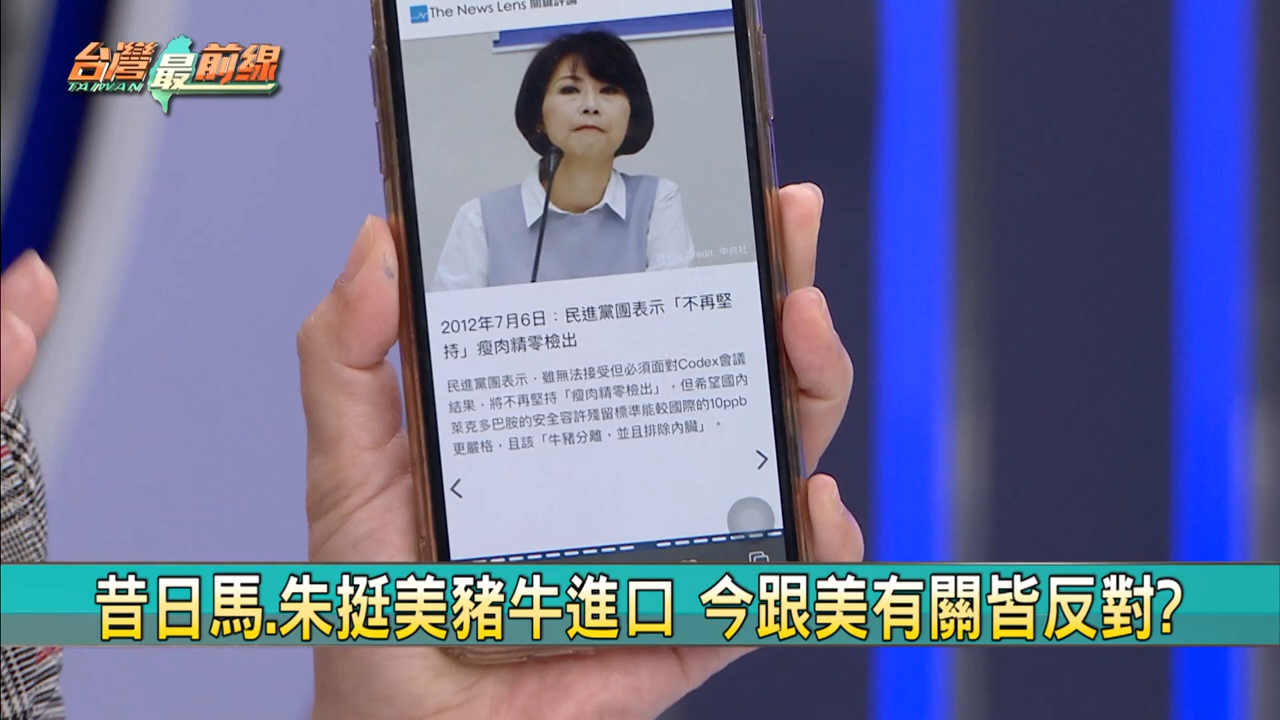 The News Lens 關鍵評論
台灣最前線
TAIWAN
Photo Credit: 中央社
2012年7月6日：民進黨團表示「不再堅
持」瘦肉精零檢出
民進黨團表示，雖無法接受但必須面對Codex會議
結果，將不再堅持「瘦肉精零檢出」，但希望國內
萊克多巴胺的安全容許殘留標準能較國際的10ppb
更嚴格，且該「牛豬分離，並且排除內臟」。
昔日馬.朱挺美豬牛進口 今跟美有關皆反對?